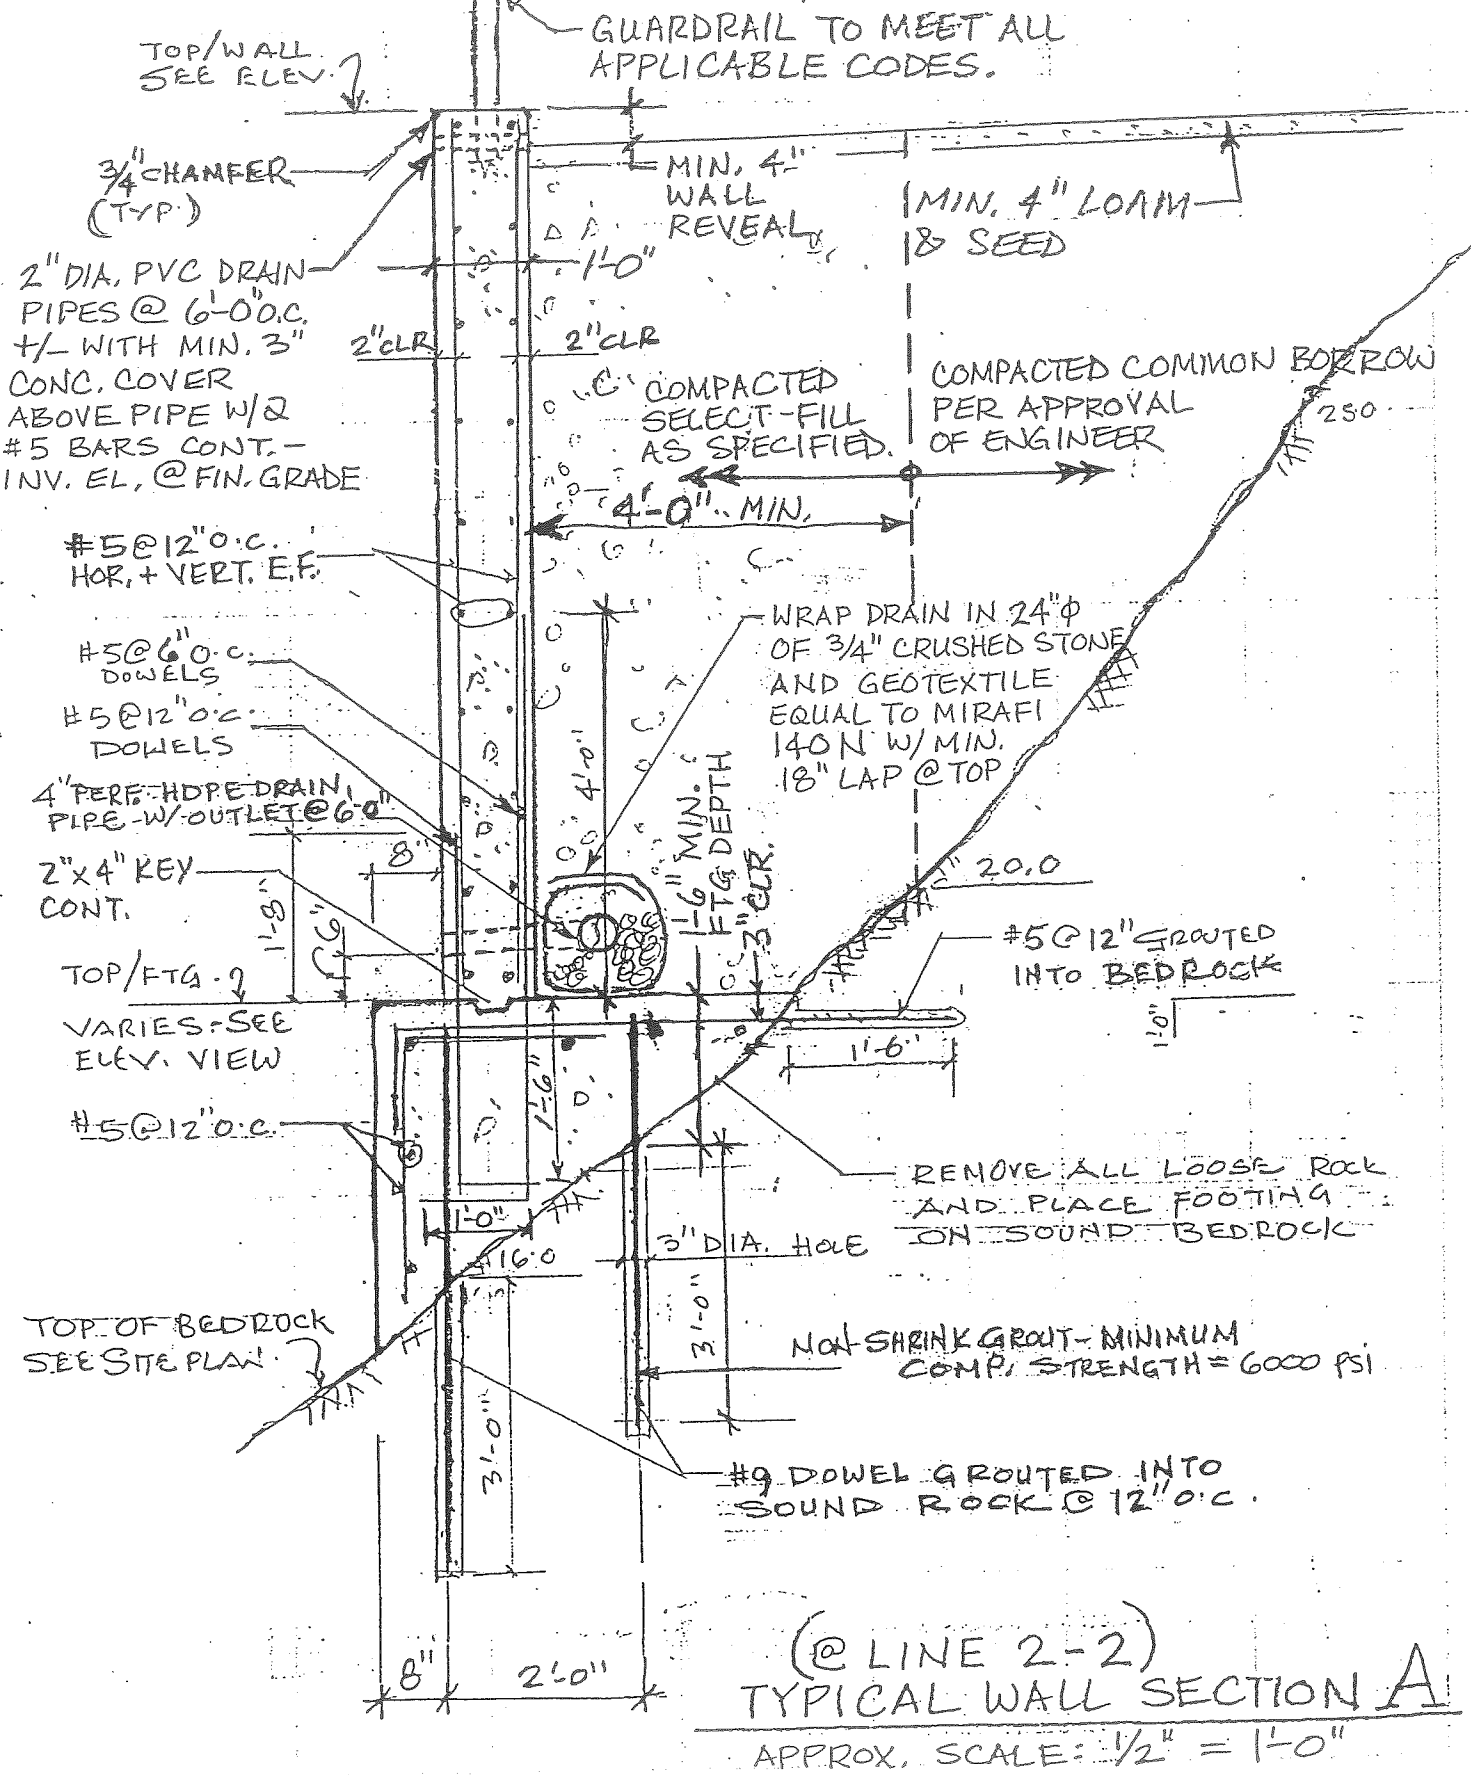 GUARDRAIL TO MEET ALL
APPLICABLE CODES.
TOP/WALL
SEE ELEV.
3/4" CHAMFER
(TYP.)
MIN. 4"
WALL
REVEAL
MIN. 4" LOAM
& SEED
2" DIA. PVC DRAIN
PIPES @ 6'-0" O.C.
+/- WITH MIN. 3"
CONC. COVER
ABOVE PIPE W/2
#5 BARS CONT.-
INV. EL. @ FIN. GRADE
1'-0"
2" CLR
2" CLR
COMPACTED
SELECT-FILL
AS SPECIFIED.
COMPACTED COMMON BORROW
PER APPROVAL
OF ENGINEER
25.0
4'-0" MIN.
#5@12" O.C.
HOR. + VERT. E.F.
#5@6" O.C.
DOWELS
#5@12" O.C.
DOWELS
4" PERF. HDPE DRAIN
PIPE W/ OUTLET @ 6'-0"
2"x4" KEY
CONT.
WRAP DRAIN IN 24"φ
OF 3/4" CRUSHED STONE
AND GEOTEXTILE
EQUAL TO MIRAFI
140N W/ MIN.
18" LAP @ TOP
4'-0"
1'-6" MIN.
FTG DEPTH
3" CLR.
8"
1'-8"
6"
20.0
TOP/FTG.
VARIES-SEE
ELEV. VIEW
#5@12" GROUTED
INTO BEDROCK
1'-0"
1'-6"
1'-6"
#5@12" O.C.
REMOVE ALL LOOSE ROCK
AND PLACE FOOTING
ON SOUND BEDROCK
1'-0"
16.0
3" DIA. HOLE
3'-0"
TOP OF BEDROCK
SEE SITE PLAN.
NON-SHRINK GROUT-MINIMUM
COMP. STRENGTH = 6000 PSI
3'-0"
#9 DOWEL GROUTED INTO
SOUND ROCK @ 12" O.C.
8"
2'-0"
(@ LINE 2-2)
TYPICAL WALL SECTION A
APPROX. SCALE: 1/2" = 1'-0"